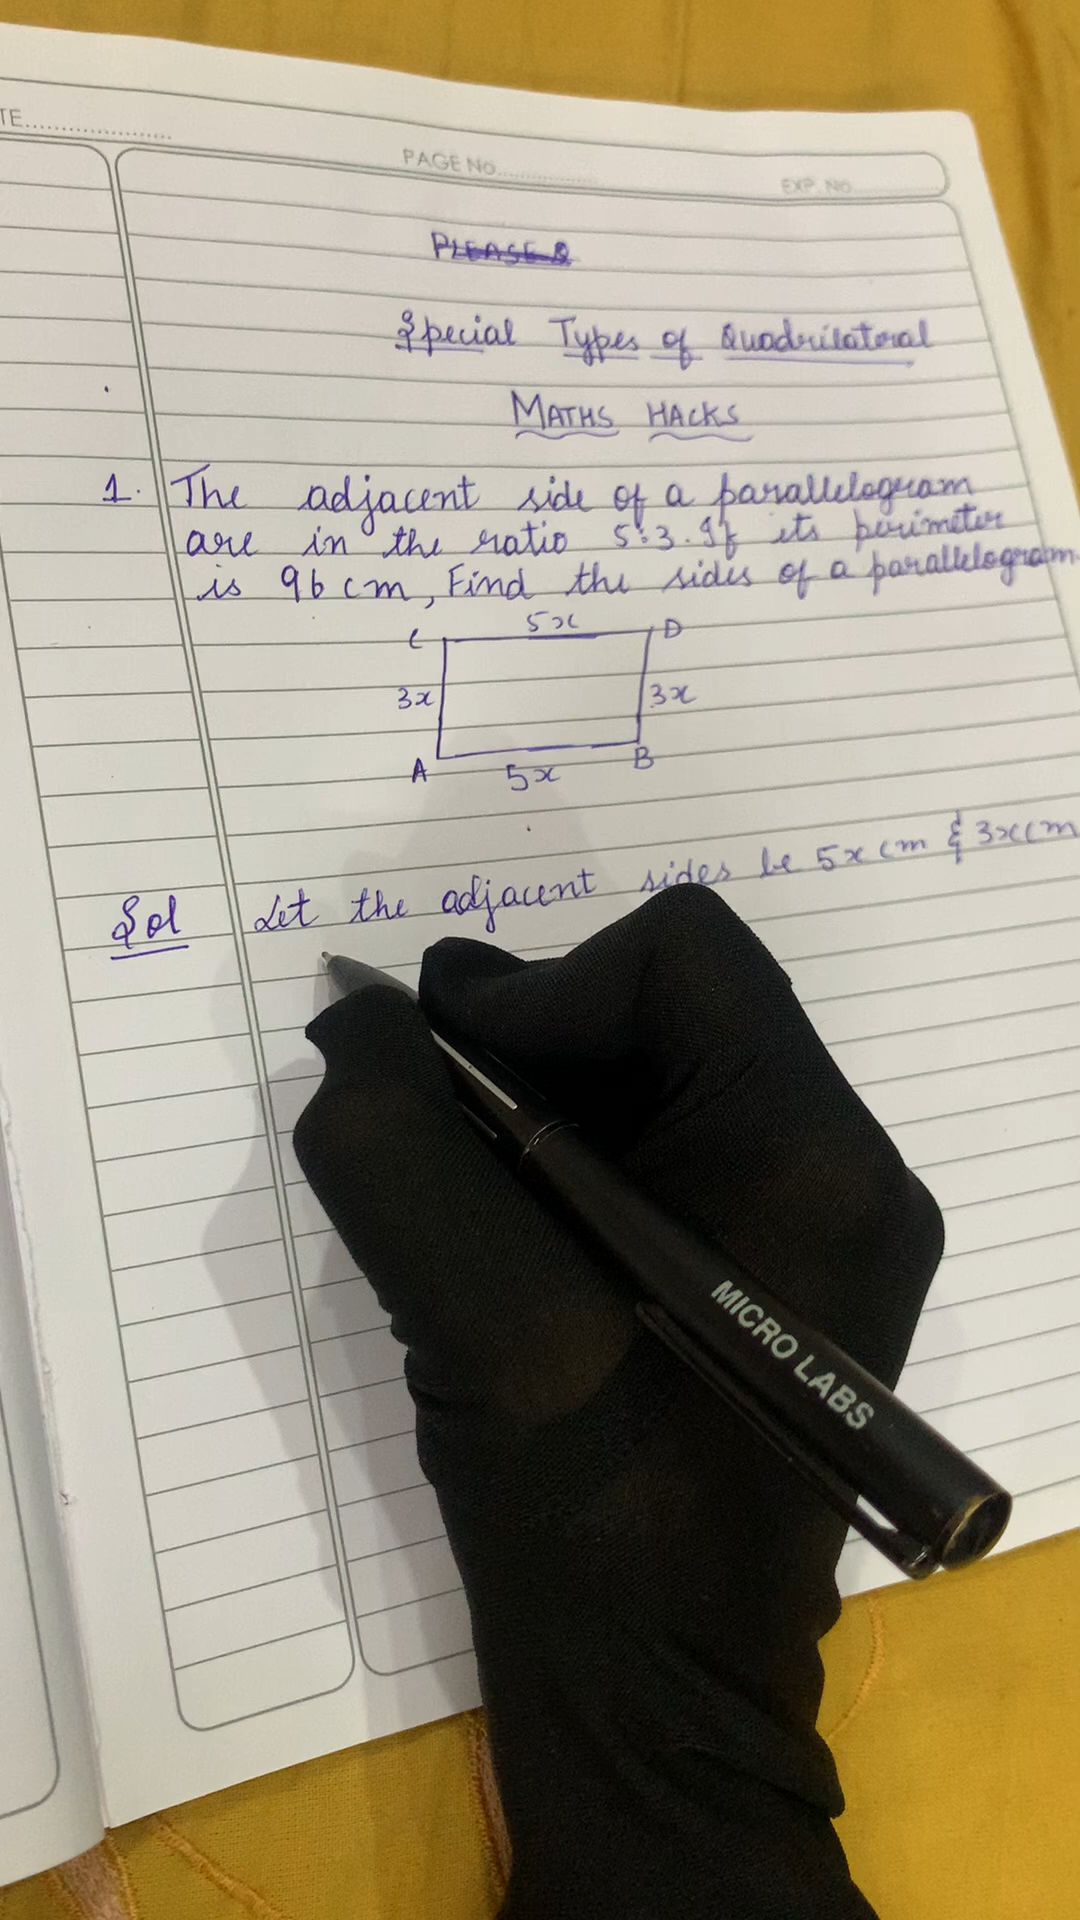 TE....................
PAGE No...............
EXP. NO...............
PLEASE
Special Types of Quadrilateral
MATHS HACKS
1. The adjacent side of a parallelogram
are in the ratio 5:3. If its perimeter
is 96 cm, Find the sides of a parallelogram
C 5x D
3x 3x
A 5x B
Sol Let the adjacent sides be 5x cm & 3x cm
MICRO LABS